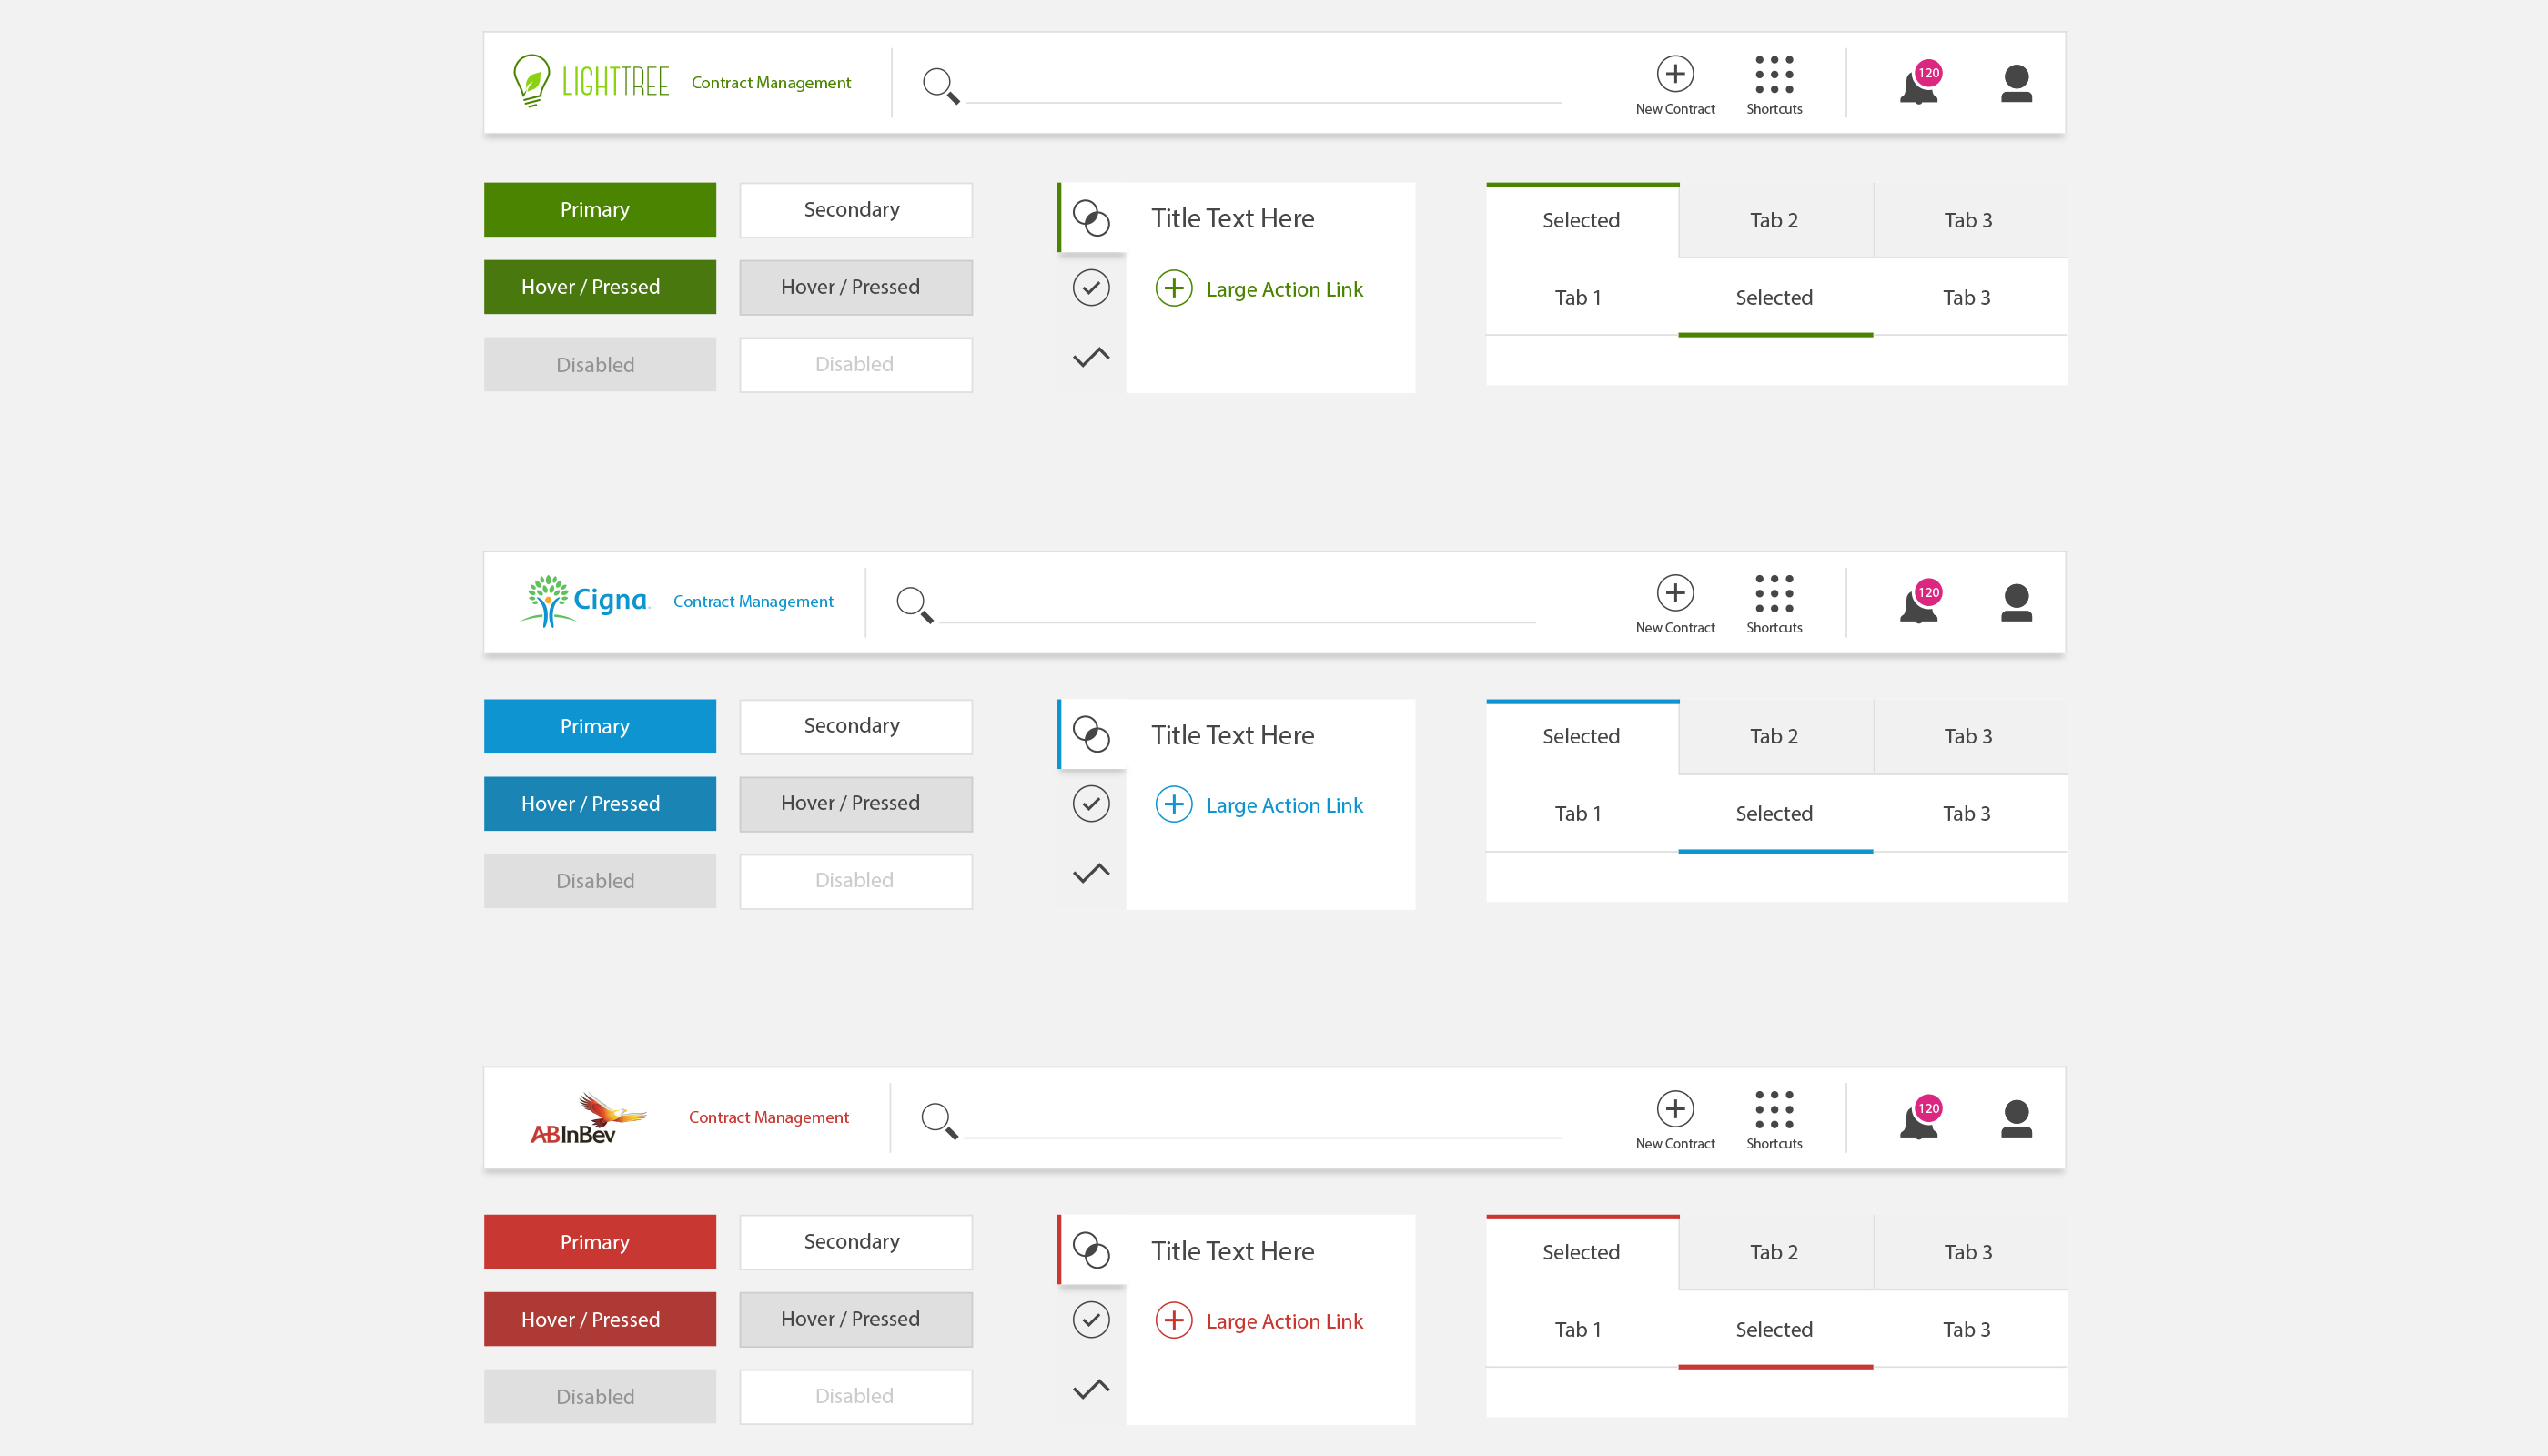 LIGHTTREE Contract Management
120
New Contract Shortcuts
Primary Secondary Title Text Here Selected Tab 2 Tab 3
Hover / Pressed Hover / Pressed Large Action Link Tab 1 Selected Tab 3
Disabled Disabled
Cigna Contract Management
120
New Contract Shortcuts
Primary Secondary Title Text Here Selected Tab 2 Tab 3
Hover / Pressed Hover / Pressed Large Action Link Tab 1 Selected Tab 3
Disabled Disabled
ABInBev Contract Management
120
New Contract Shortcuts
Primary Secondary Title Text Here Selected Tab 2 Tab 3
Hover / Pressed Hover / Pressed Large Action Link Tab 1 Selected Tab 3
Disabled Disabled